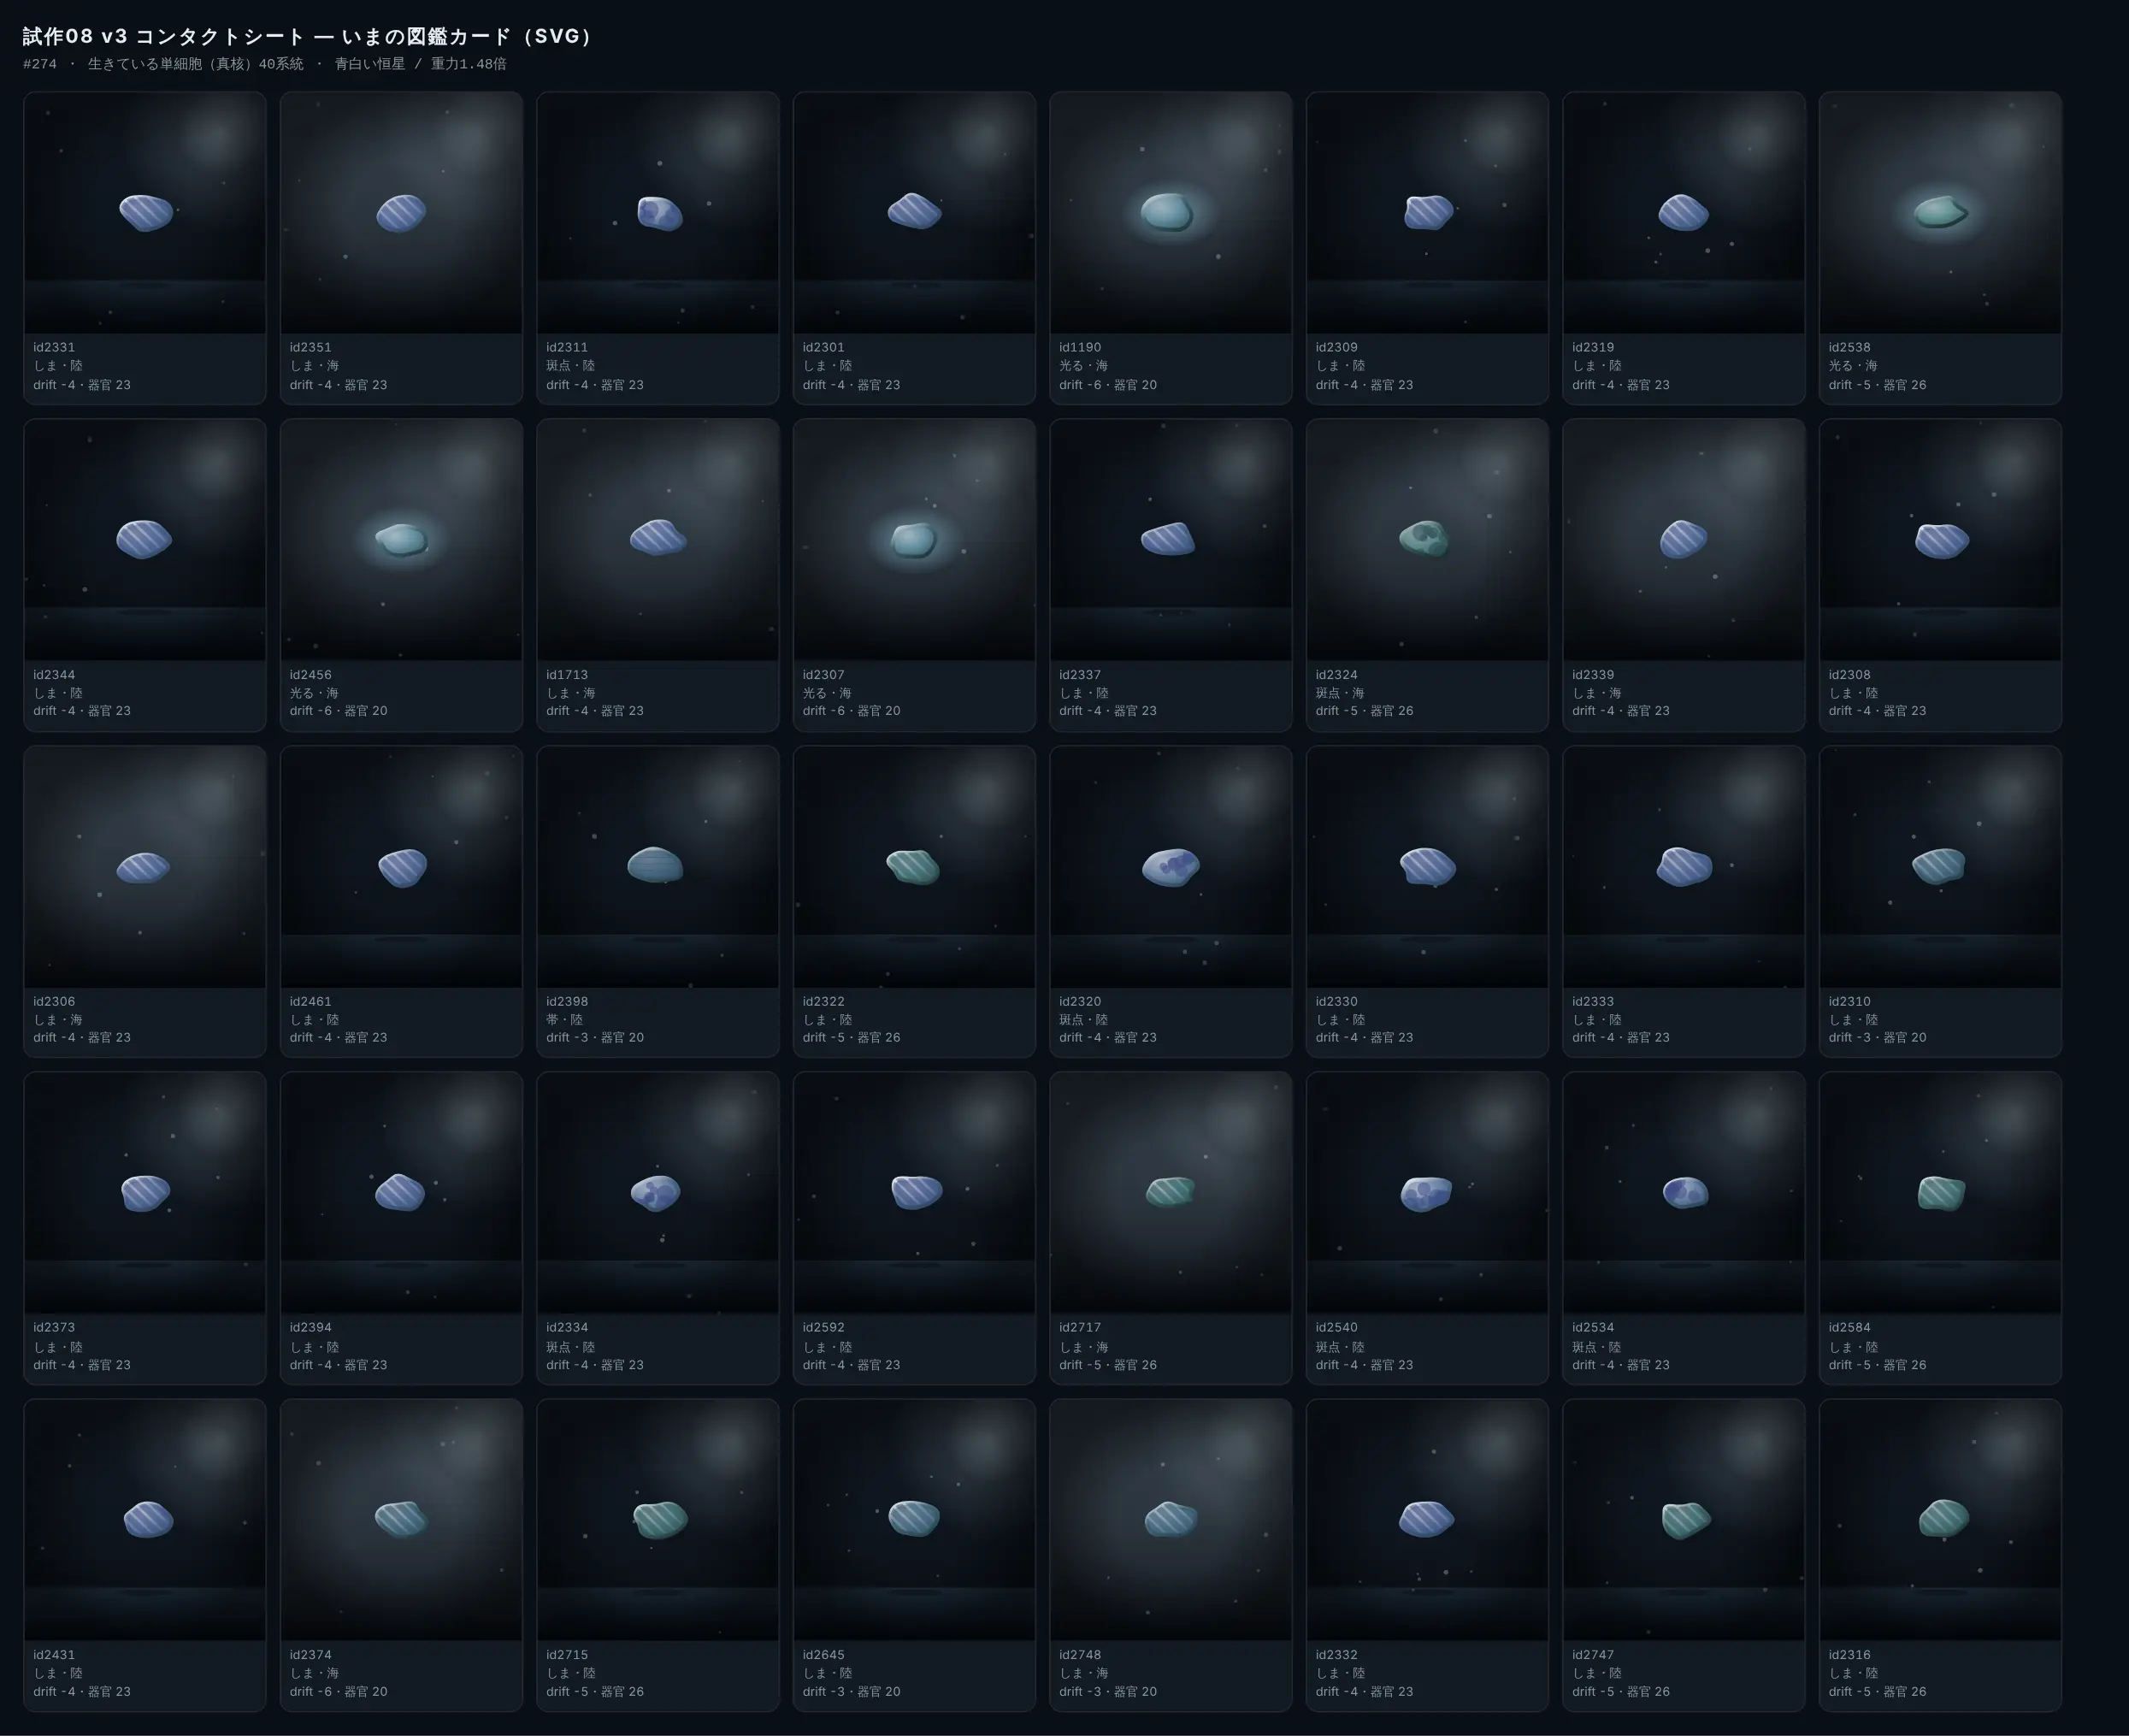 試作08 v3 コンタクトシート — いまの図鑑カード（SVG）
#274 ・ 生きている単細胞（真核）40系統 ・ 青白い恒星 / 重力1.48倍
id2331
しま・陸
drift -4・器官 23
id2351
しま・海
drift -4・器官 23
id2311
斑点・陸
drift -4・器官 23
id2301
しま・陸
drift -4・器官 23
id1190
光る・海
drift -6・器官 20
id2309
しま・陸
drift -4・器官 23
id2319
しま・陸
drift -4・器官 23
id2538
光る・海
drift -5・器官 26
id2344
しま・陸
drift -4・器官 23
id2456
光る・海
drift -6・器官 20
id1713
しま・海
drift -4・器官 23
id2307
光る・海
drift -6・器官 20
id2337
しま・陸
drift -4・器官 23
id2324
斑点・海
drift -5・器官 26
id2339
しま・海
drift -4・器官 23
id2308
しま・陸
drift -4・器官 23
id2306
しま・海
drift -4・器官 23
id2461
しま・陸
drift -4・器官 23
id2398
帯・陸
drift -3・器官 20
id2322
しま・陸
drift -5・器官 26
id2320
斑点・陸
drift -4・器官 23
id2330
しま・陸
drift -4・器官 23
id2333
しま・陸
drift -4・器官 23
id2310
しま・陸
drift -3・器官 20
id2373
しま・陸
drift -4・器官 23
id2394
しま・陸
drift -4・器官 23
id2334
斑点・陸
drift -4・器官 23
id2592
しま・陸
drift -4・器官 23
id2717
しま・海
drift -5・器官 26
id2540
斑点・陸
drift -4・器官 23
id2534
斑点・陸
drift -4・器官 23
id2584
しま・陸
drift -5・器官 26
id2431
しま・陸
drift -4・器官 23
id2374
しま・海
drift -6・器官 20
id2715
しま・陸
drift -5・器官 26
id2645
しま・陸
drift -3・器官 20
id2748
しま・海
drift -3・器官 20
id2332
しま・陸
drift -4・器官 23
id2747
しま・陸
drift -5・器官 26
id2316
しま・陸
drift -5・器官 26